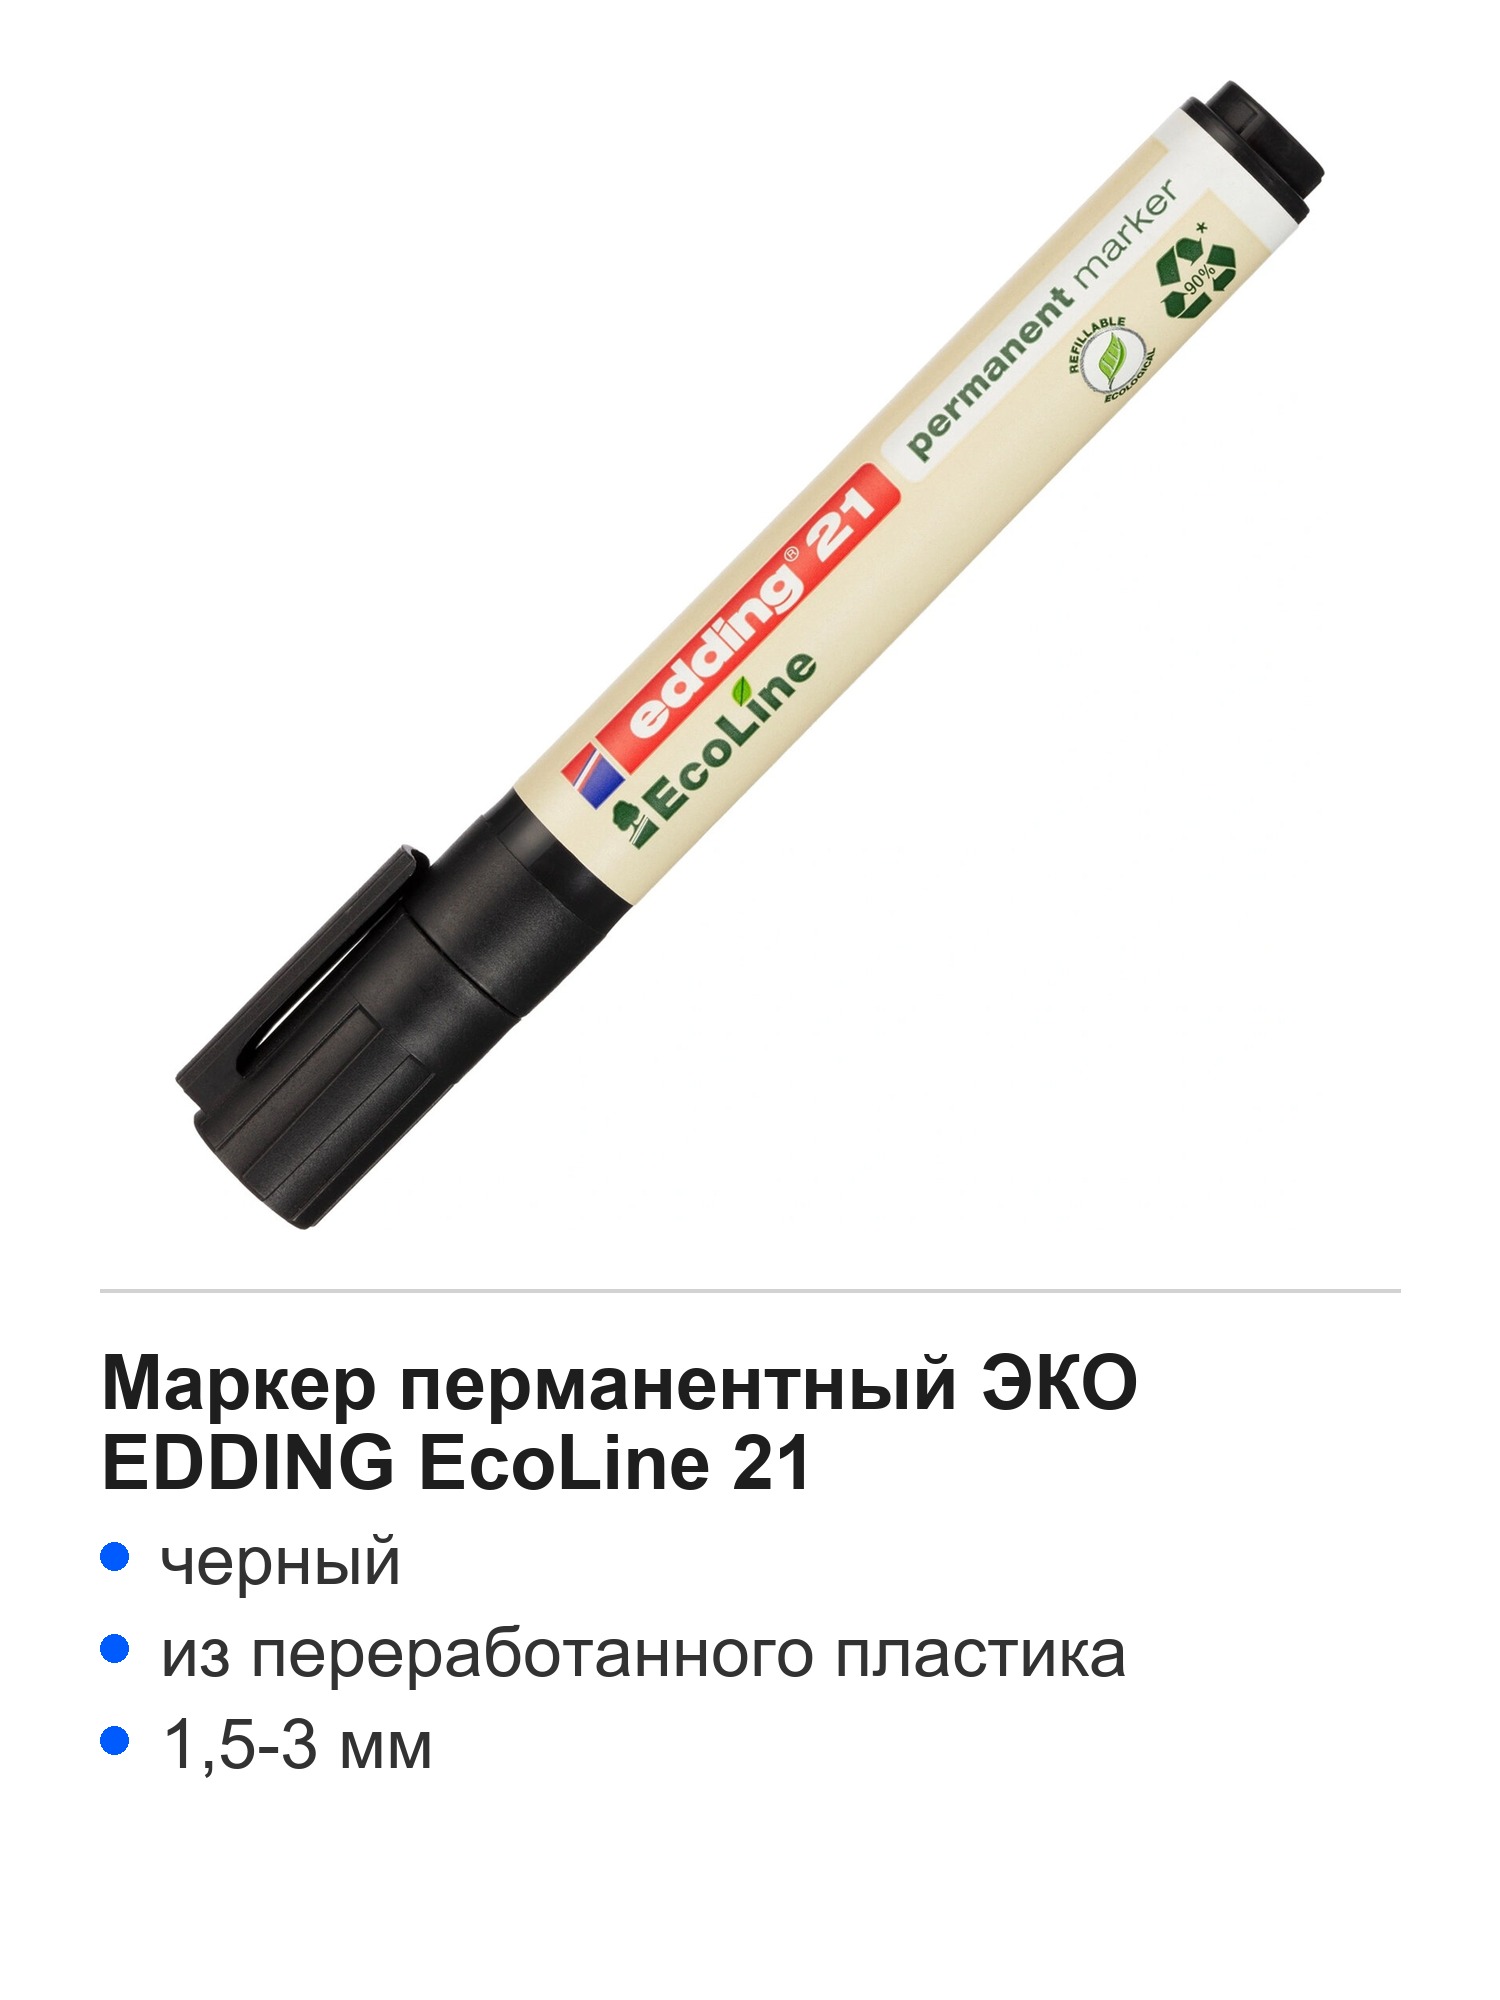 permanent marker
*
90%
REFILLABLE
ECOLOGICAL
edding® 21
EcoLine
Маркер перманентный ЭКО
EDDING EcoLine 21
черный
из переработанного пластика
1,5-3 мм